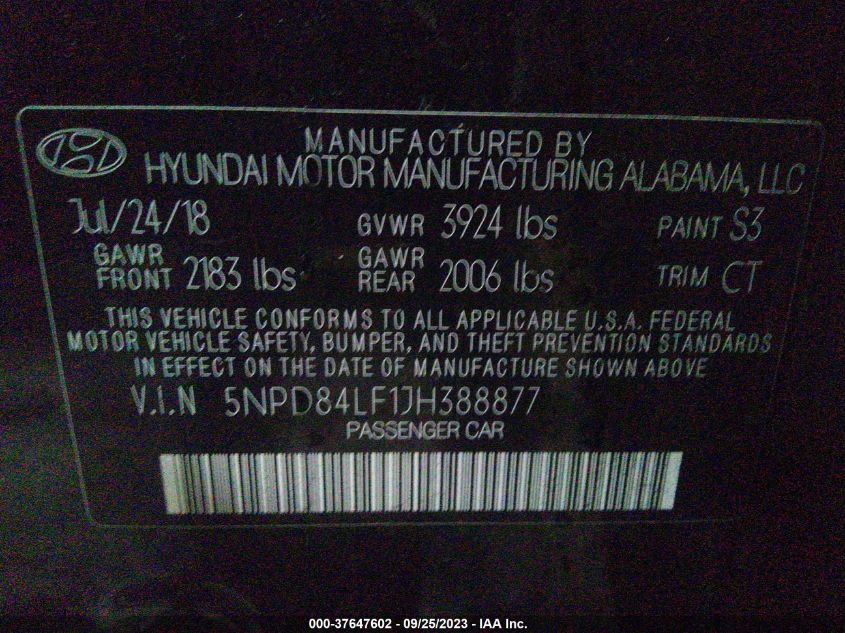 MANUFACTURED BY
HYUNDAI MOTOR MANUFACTURING ALABAMA, LLC
Jul/24/18 GVWR 3924 lbs PAINT S3
GAWR FRONT 2183 lbs GAWR REAR 2006 lbs TRIM CT
THIS VEHICLE CONFORMS TO ALL APPLICABLE U.S.A. FEDERAL
MOTOR VEHICLE SAFETY, BUMPER, AND THEFT PREVENTION STANDARDS
IN EFFECT ON THE DATE OF MANUFACTURE SHOWN ABOVE
V.I.N 5NPD84LF1JH388877
PASSENGER CAR
000-37647602 - 09/25/2023 - IAA Inc.